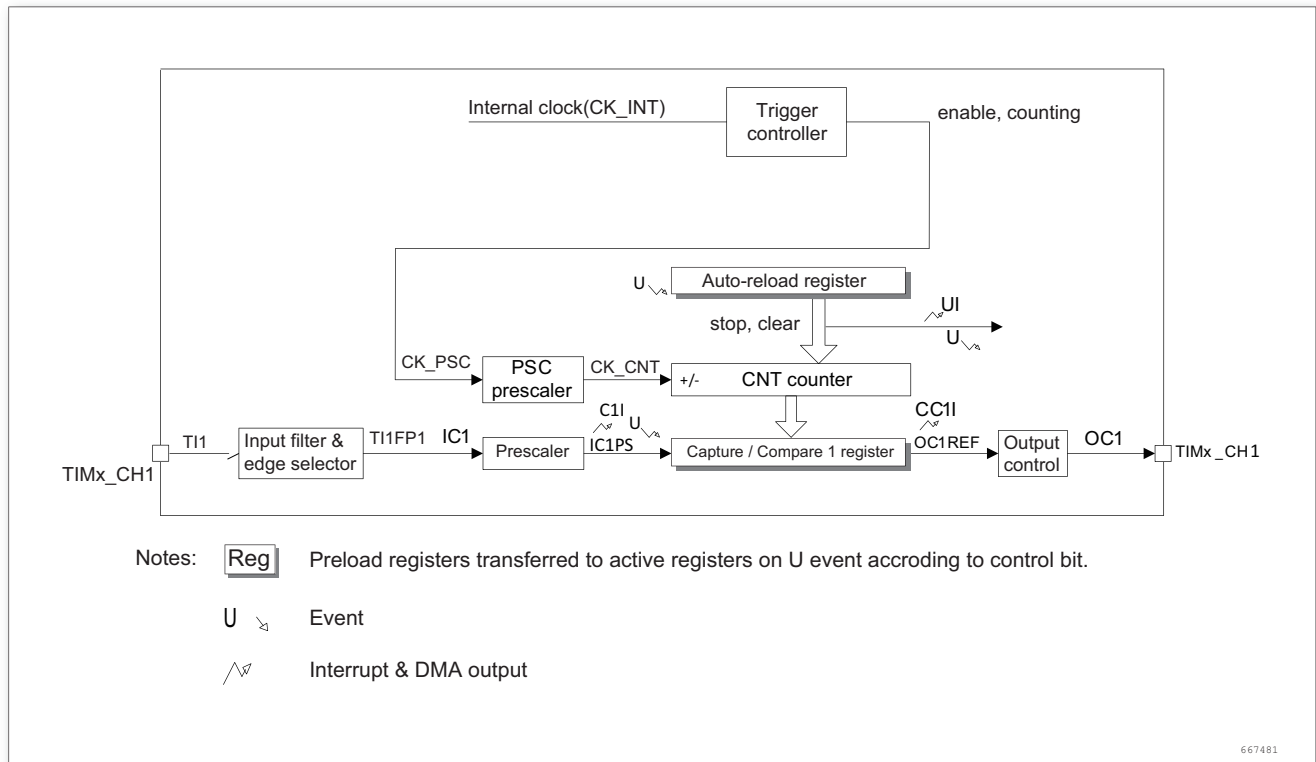 Internal clock(CK_INT)
Trigger
controller
enable, counting
U
Auto-reload register
stop, clear
UI
U
CK_PSC
PSC
prescaler
CK_CNT
+/-
CNT counter
TIMx_CH1
TI1
Input filter &
edge selector
TI1FP1
IC1
Prescaler
C1I
U
IC1PS
Capture / Compare 1 register
CC1I
OC1REF
Output
control
OC1
TIMx _CH1
Notes:
Reg
Preload registers transferred to active registers on U event accroding to control bit.
U
Event
Interrupt & DMA output
667481